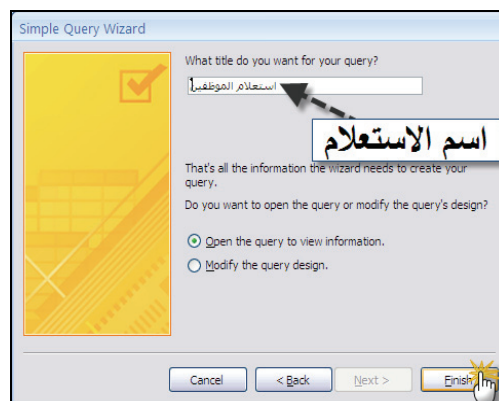 Simple Query Wizard
What title do you want for your query?
استعلام الموظفين
اسم الاستعلام
That's all the information the wizard needs to create your
query.
Do you want to open the query or modify the query's design?
Open the query to view information.
Modify the query design.
Cancel
< Back
Next >
Finish